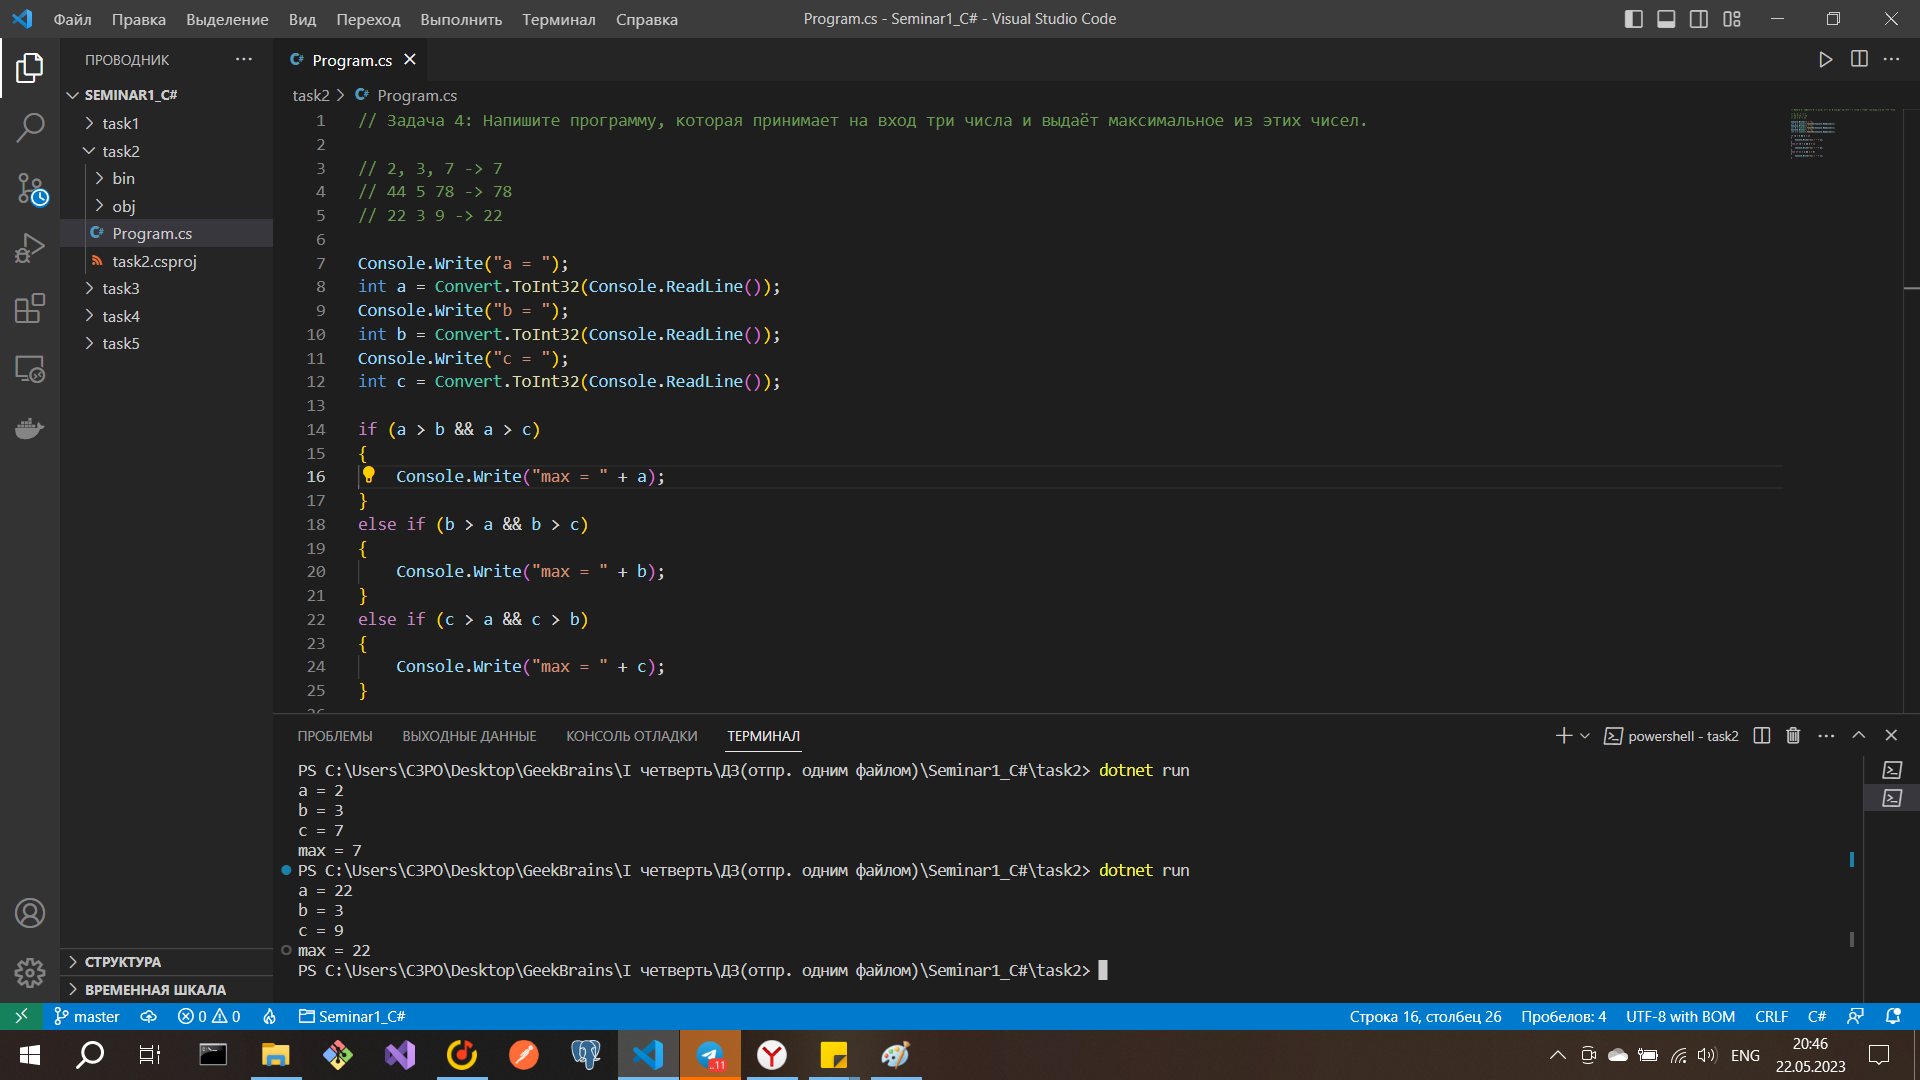 Файл Правка Выделение Вид Переход Выполнить Терминал Справка
Program.cs - Seminar1_C# - Visual Studio Code
ПРОВОДНИК
SEMINAR1_C#
task1
task2
bin
obj
Program.cs
task2.csproj
task3
task4
task5
СТРУКТУРА
ВРЕМЕННАЯ ШКАЛА
C# Program.cs
task2 > C# Program.cs
1 // Задача 4: Напишите программу, которая принимает на вход три числа и выдаёт максимальное из этих чисел.
2
3 // 2, 3, 7 -> 7
4 // 44 5 78 -> 78
5 // 22 3 9 -> 22
6
7 Console.Write("a = ");
8 int a = Convert.ToInt32(Console.ReadLine());
9 Console.Write("b = ");
10 int b = Convert.ToInt32(Console.ReadLine());
11 Console.Write("c = ");
12 int c = Convert.ToInt32(Console.ReadLine());
13
14 if (a > b && a > c)
15 {
16 Console.Write("max = " + a);
17 }
18 else if (b > a && b > c)
19 {
20 Console.Write("max = " + b);
21 }
22 else if (c > a && c > b)
23 {
24 Console.Write("max = " + c);
25 }
ПРОБЛЕМЫ ВЫХОДНЫЕ ДАННЫЕ КОНСОЛЬ ОТЛАДКИ ТЕРМИНАЛ
powershell - task2
PS C:\Users\C3PO\Desktop\GeekBrains\I четверть\ДЗ(отпр. одним файлом)\Seminar1_C#\task2> dotnet run
a = 2
b = 3
c = 7
max = 7
PS C:\Users\C3PO\Desktop\GeekBrains\I четверть\ДЗ(отпр. одним файлом)\Seminar1_C#\task2> dotnet run
a = 22
b = 3
c = 9
max = 22
PS C:\Users\C3PO\Desktop\GeekBrains\I четверть\ДЗ(отпр. одним файлом)\Seminar1_C#\task2>
master 0 0 Seminar1_C#
Строка 16, столбец 26 Пробелов: 4 UTF-8 with BOM CRLF C#
..11
ENG
20:46
22.05.2023